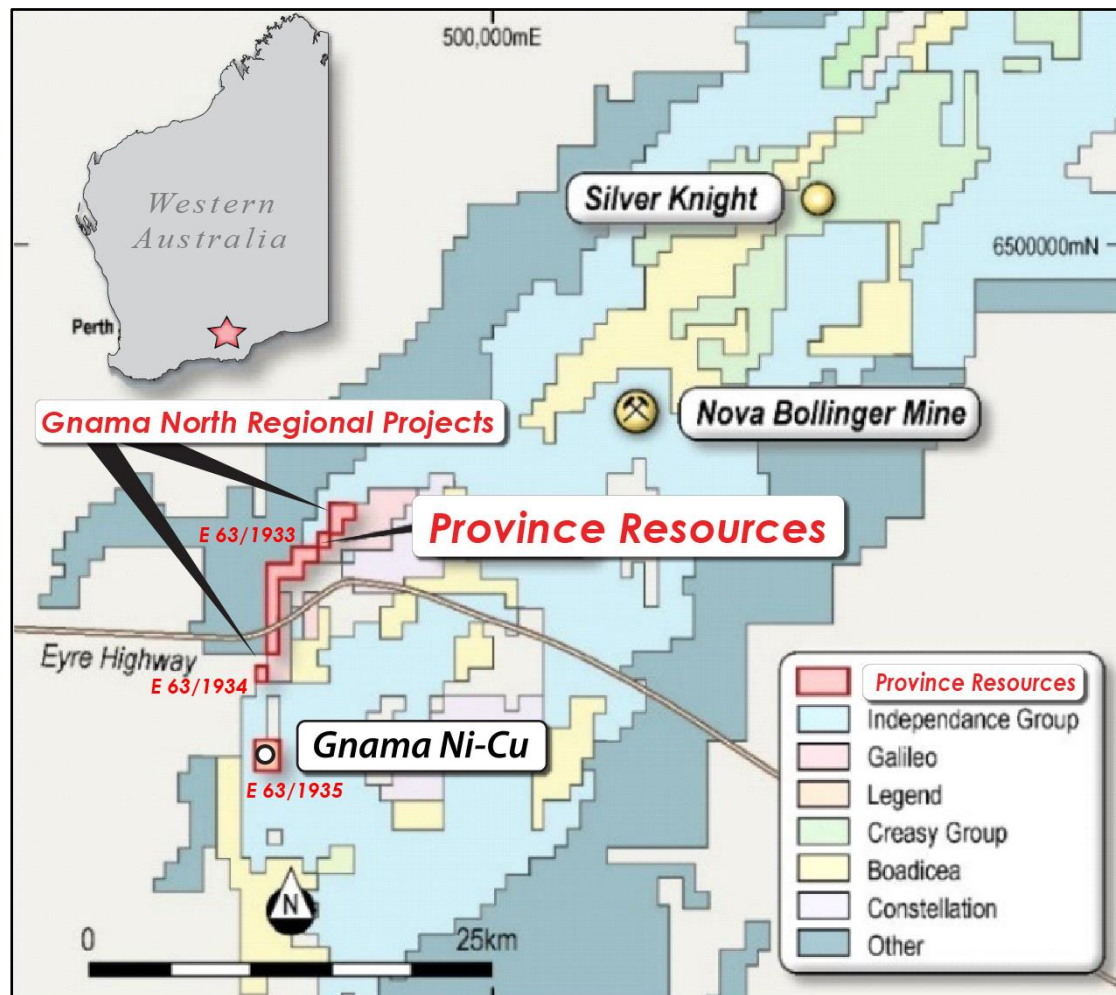 500,000mE
Western
Australia
Perth
Silver Knight
6500000mN
Nova Bollinger Mine
Gnama North Regional Projects
E 63/1933
Province Resources
Eyre Highway
E 63/1934
Gnama Ni-Cu
E 63/1935
N
0
25km
Province Resources
Independance Group
Galileo
Legend
Creasy Group
Boadicea
Constellation
Other